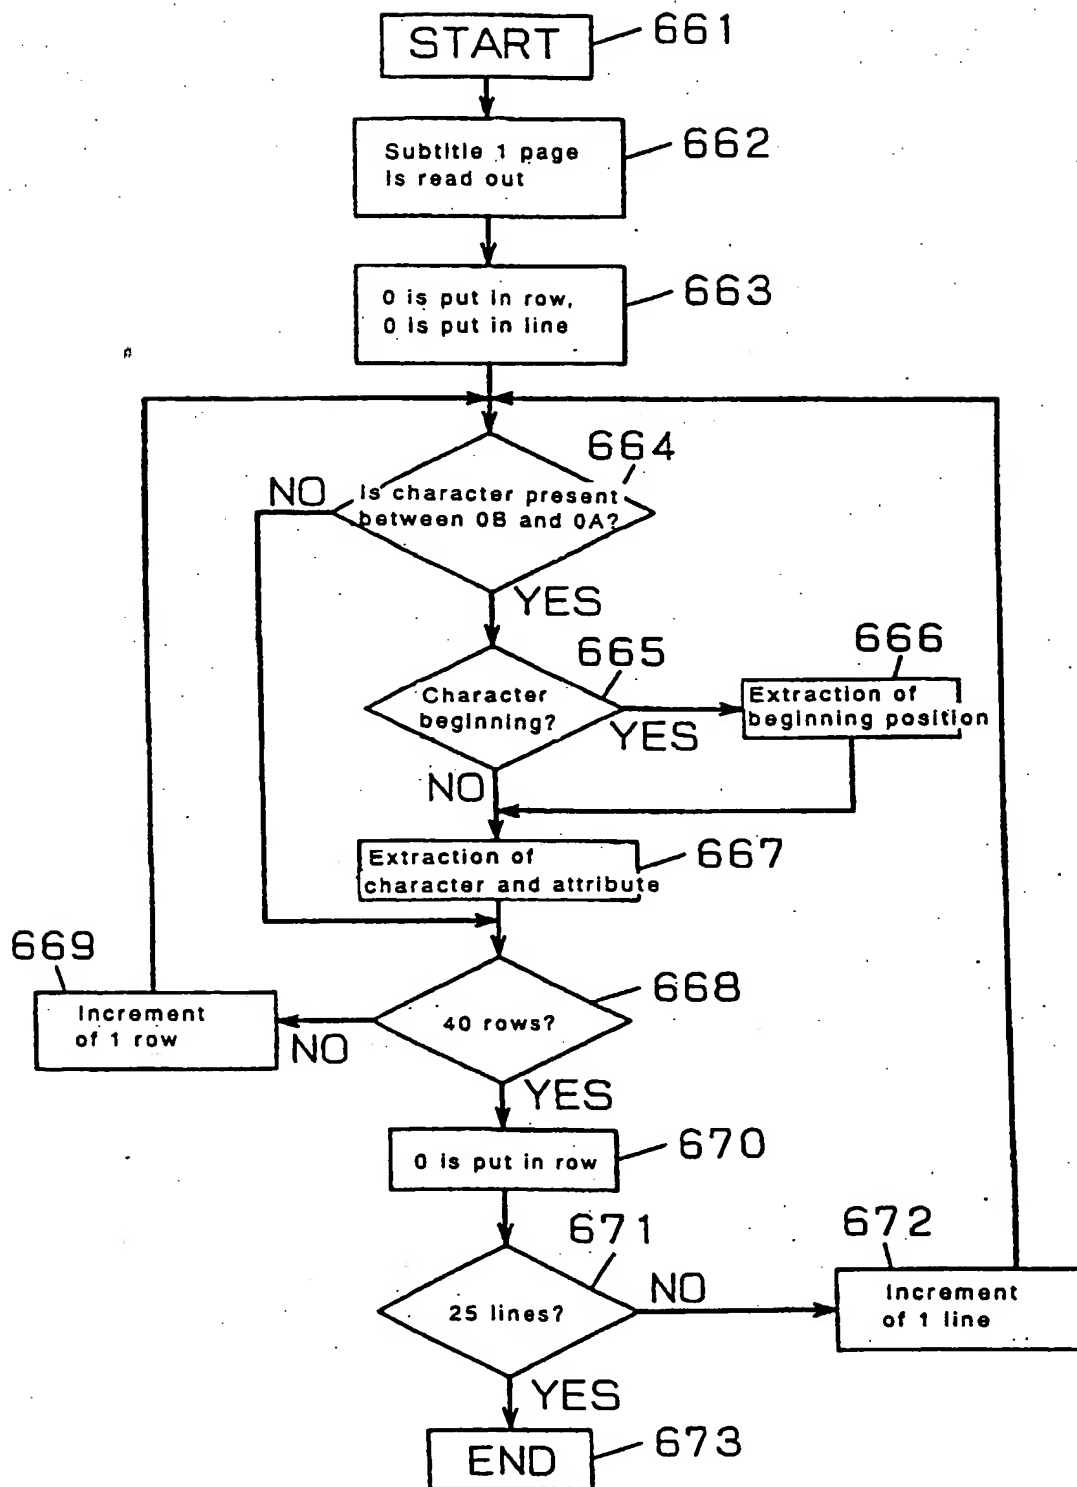 START
661
Subtitle 1 page
is read out
662
0 is put in row,
0 is put in line
663
664
NO
Is character present
between 0B and 0A?
YES
665
666
Character
beginning?
YES
Extraction of
beginning position
NO
Extraction of
character and attribute
667
669
668
Increment
of 1 row
40 rows?
NO
YES
0 is put in row
670
671
672
NO
25 lines?
Increment
of 1 line
YES
END
673